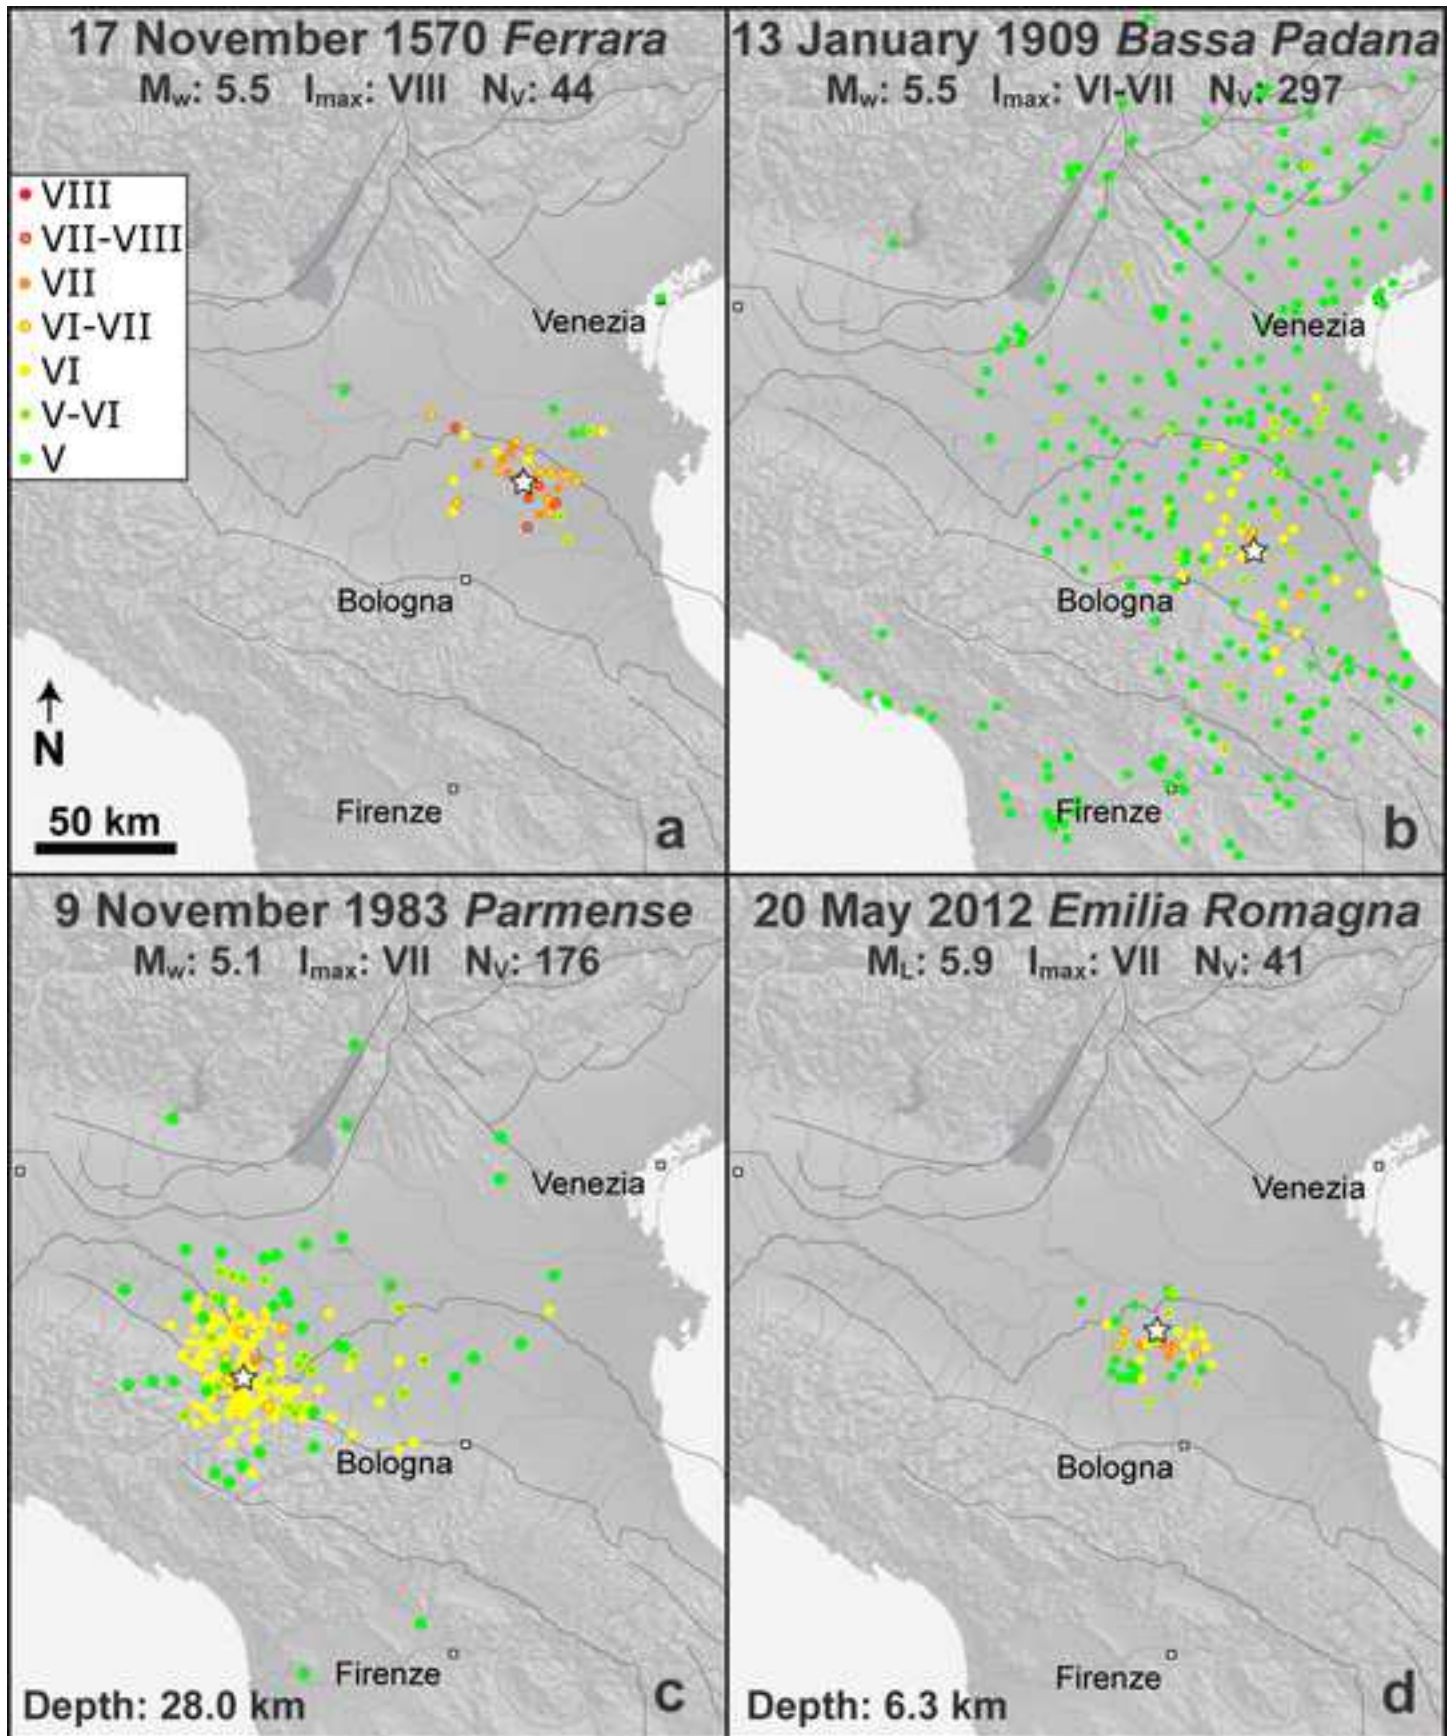 17 November 1570 Ferrara
Mw: 5.5 Imax: VIII NV: 44
VIII
VII-VIII
VII
VI-VII
VI
V-VI
V
Venezia
Bologna
N
50 km
Firenze
a
13 January 1909 Bassa Padana
Mw: 5.5 Imax: VI-VII NV: 297
Venezia
Bologna
Firenze
b
9 November 1983 Parmense
Mw: 5.1 Imax: VII NV: 176
Venezia
Bologna
Firenze
Depth: 28.0 km
c
20 May 2012 Emilia Romagna
ML: 5.9 Imax: VII NV: 41
Venezia
Bologna
Firenze
Depth: 6.3 km
d